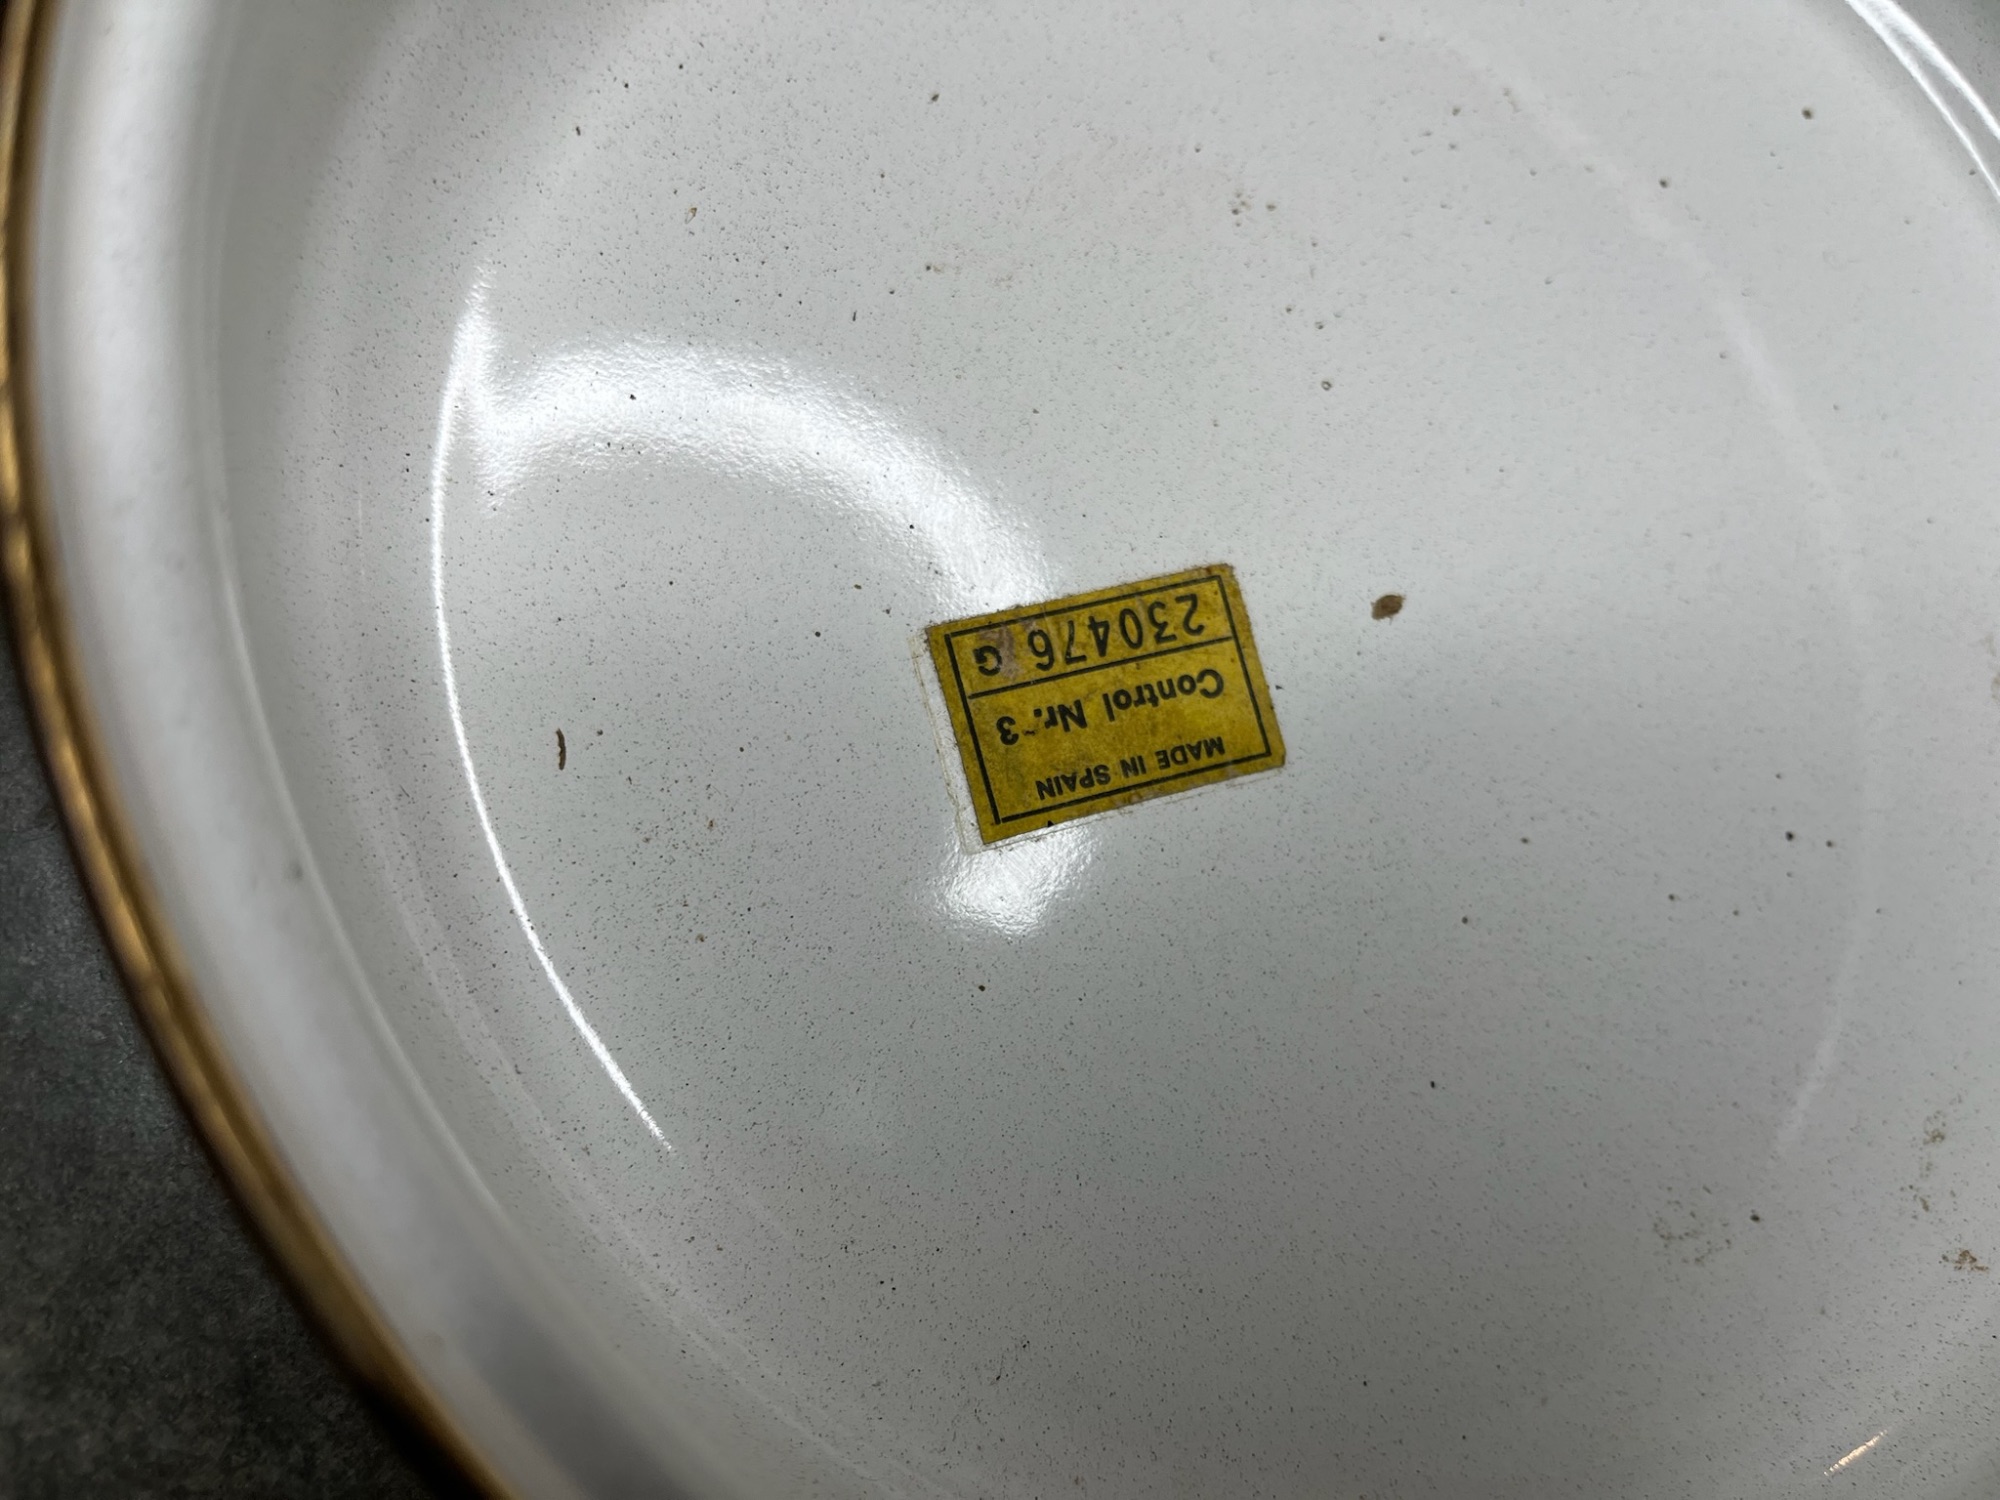 MADE IN SPAIN
Control Nr. 3
230476 G